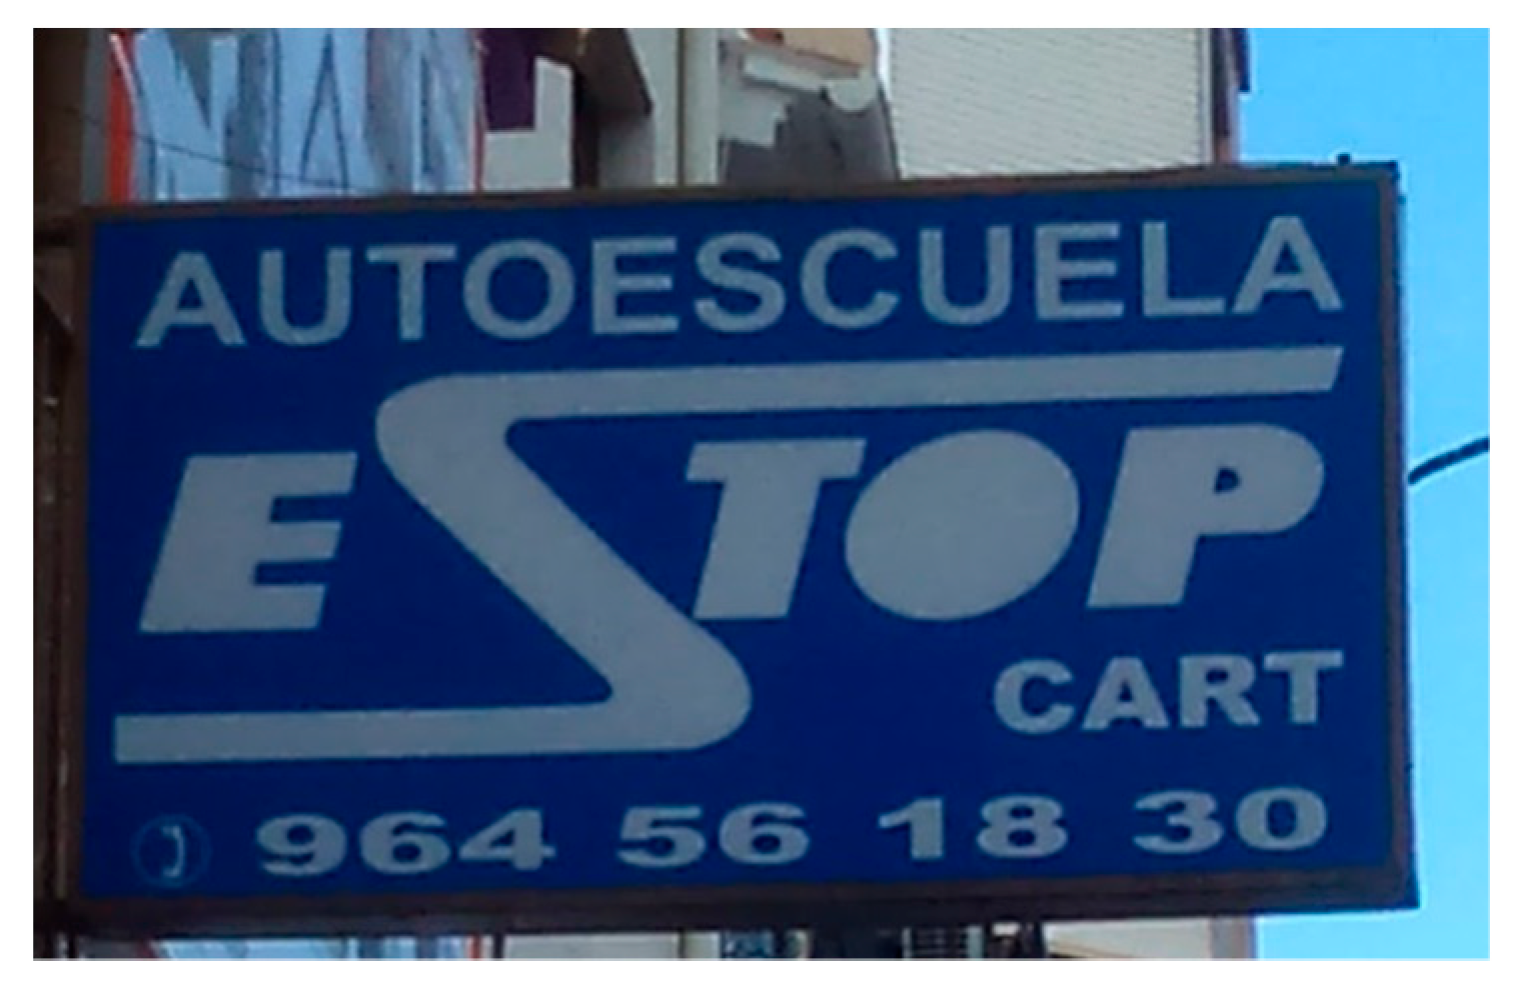 AUTOESCUELA
ESTOP
CART
964 56 18 30